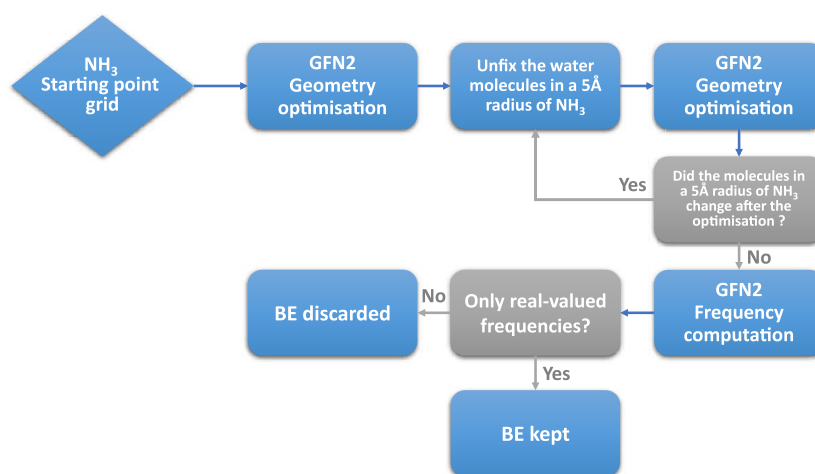 NH₃
Starting point
grid
GFN2
Geometry
optimisation
Unfix the water
molecules in a 5Å
radius of NH₃
GFN2
Geometry
optimisation
Did the molecules in
a 5Å radius of NH₃
change after the
optimisation ?
Yes
No
GFN2
Frequency
computation
Only real-valued
frequencies?
No
BE discarded
Yes
BE kept